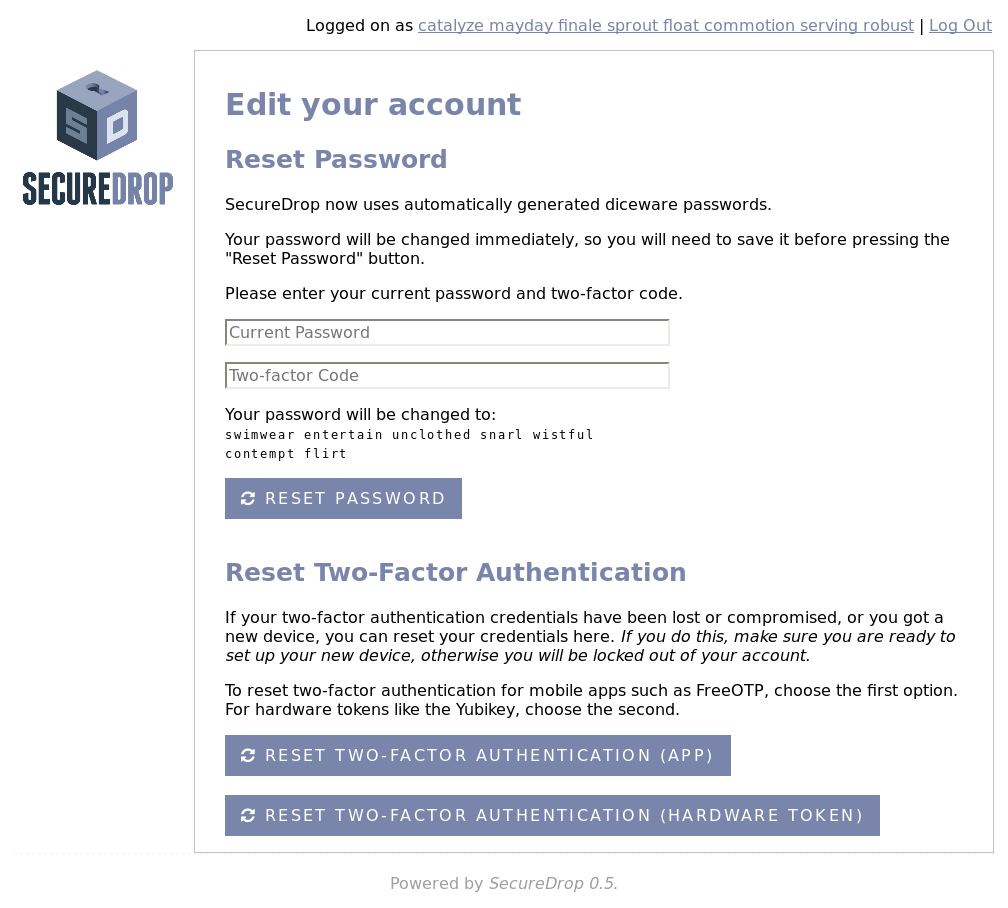 Logged on as catalyze mayday finale sprout float commotion serving robust | Log Out
SD
SECUREDROP
Edit your account
Reset Password
SecureDrop now uses automatically generated diceware passwords.
Your password will be changed immediately, so you will need to save it before pressing the
"Reset Password" button.
Please enter your current password and two-factor code.
Current Password
Two-factor Code
Your password will be changed to:
swimwear entertain unclothed snarl wistful
contempt flirt
RESET PASSWORD
Reset Two-Factor Authentication
If your two-factor authentication credentials have been lost or compromised, or you got a
new device, you can reset your credentials here. If you do this, make sure you are ready to
set up your new device, otherwise you will be locked out of your account.
To reset two-factor authentication for mobile apps such as FreeOTP, choose the first option.
For hardware tokens like the Yubikey, choose the second.
RESET TWO-FACTOR AUTHENTICATION (APP)
RESET TWO-FACTOR AUTHENTICATION (HARDWARE TOKEN)
Powered by SecureDrop 0.5.